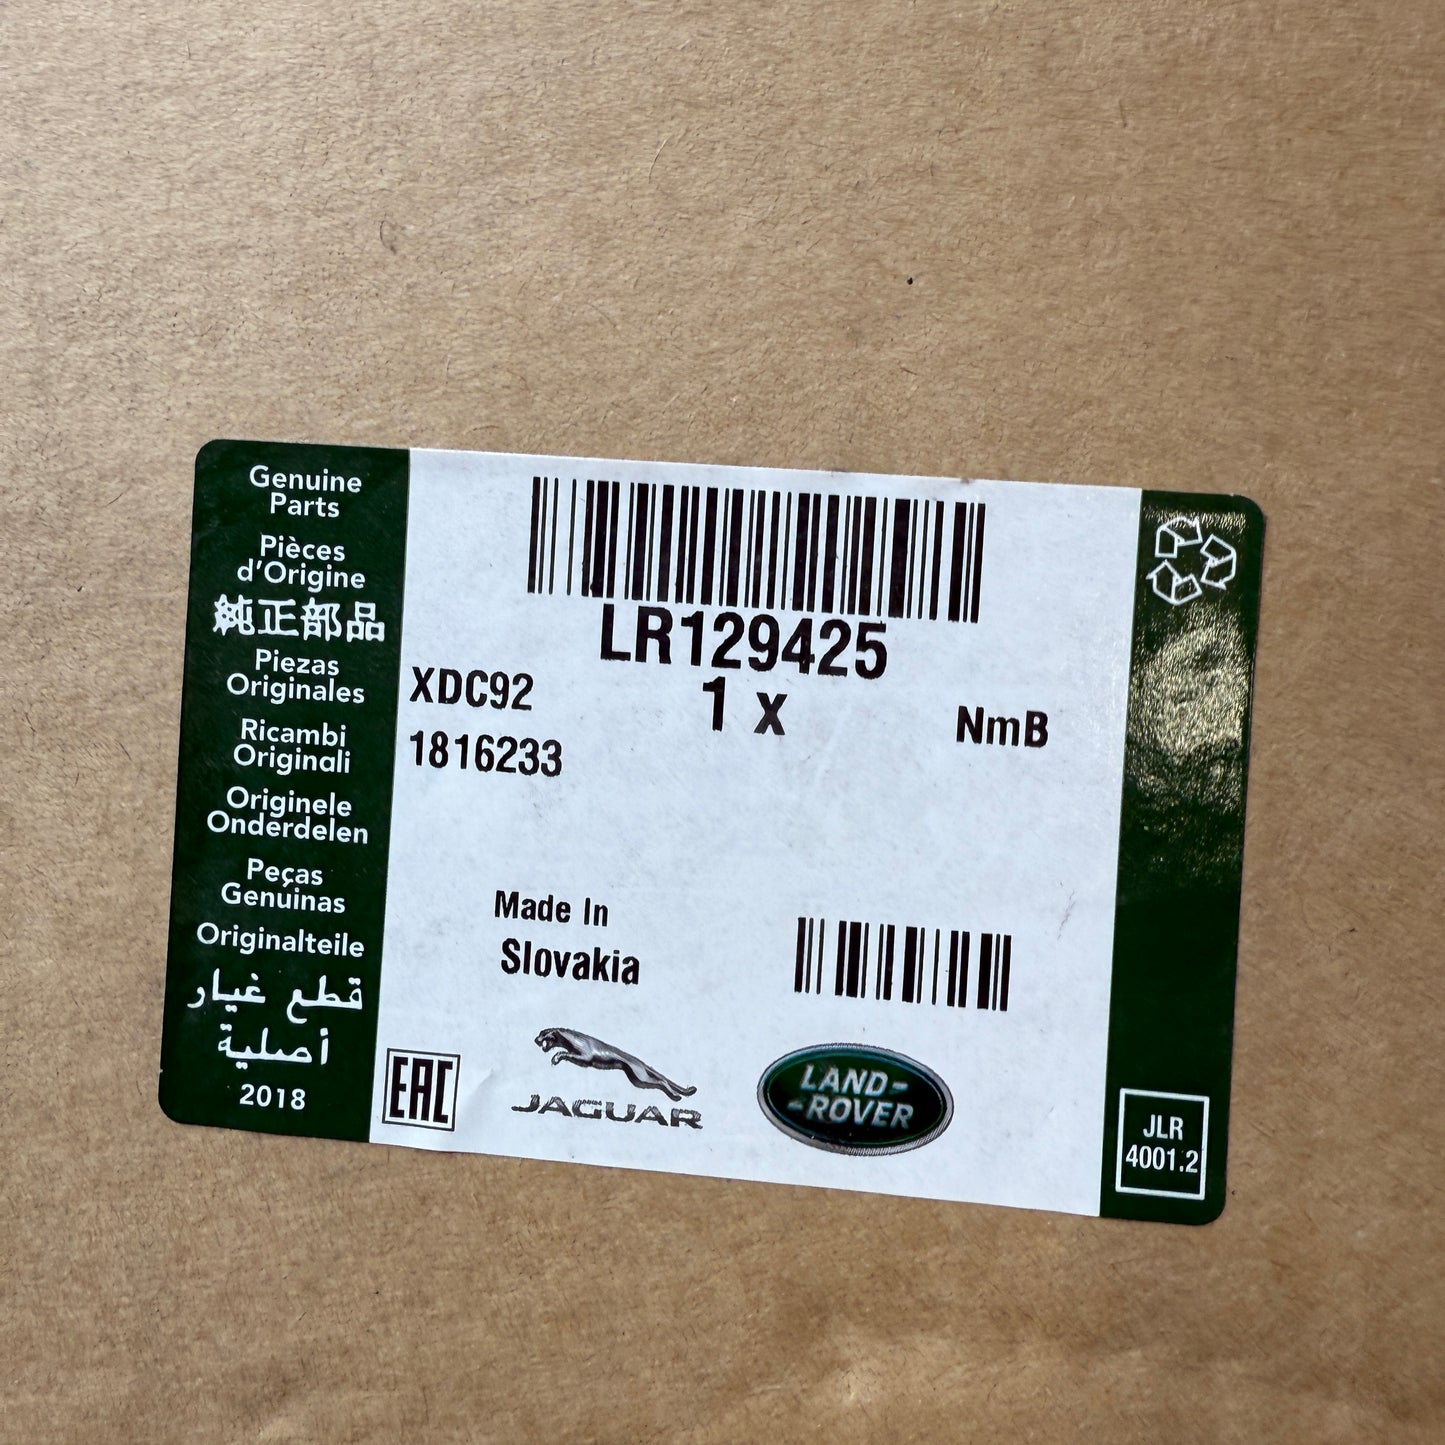 Genuine
Parts
Pièces
d'Origine
純正部品
Piezas
Originales
Ricambi
Originali
Originele
Onderdelen
Peças
Genuinas
Originalteile
قطع غيار
أصلية
2018
LR129425
XDC92
1 x
NmB
1816233
Made In
Slovakia
EAC
JAGUAR
LAND-
-ROVER
JLR
4001.2